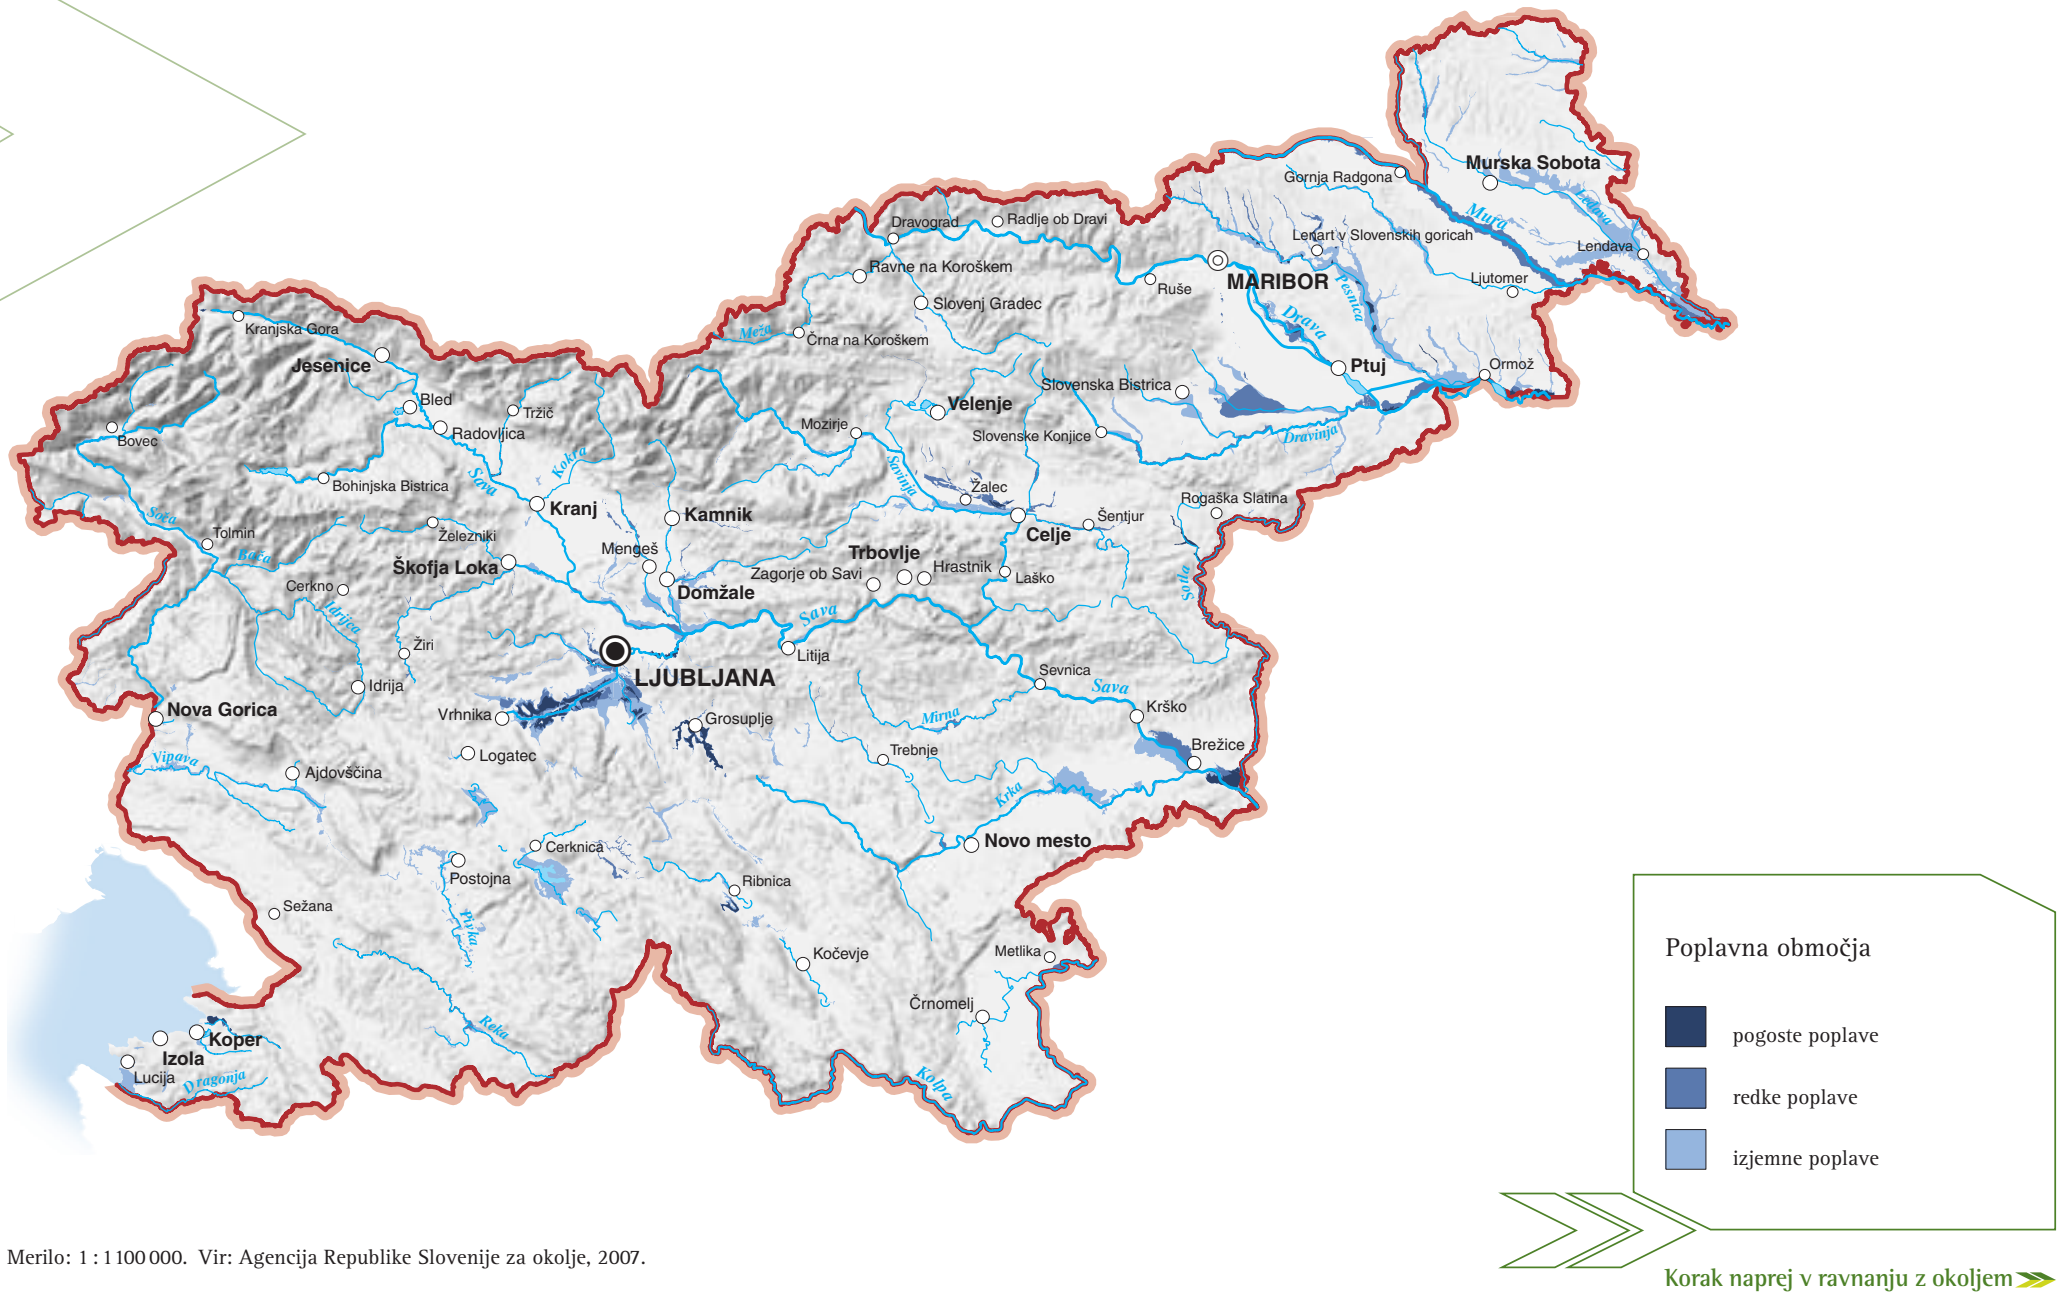 Murska Sobota
Gornja Radgona
Ledava
Mura
Dravograd
Radlje ob Dravi
Lenart v Slovenskih goricah
Lendava
Ravne na Koroškem
MARIBOR
Ruše
Pesnica
Ljutomer
Slovenj Gradec
Kranjska Gora
Meža
Črna na Koroškem
Drava
Jesenice
Ptuj
Ormož
Bled
Tržič
Velenje
Slovenska Bistrica
Bovec
Radovljica
Mozirje
Slovenske Konjice
Dravinja
Kokra
Sava
Bohinjska Bistrica
Savinja
Žalec
Rogaška Slatina
Kranj
Kamnik
Šentjur
Soča
Tolmin
Železniki
Celje
Bača
Mengeš
Trbovlje
Škofja Loka
Zagorje ob Savi
Hrastnik
Laško
Cerkno
Domžale
Sotla
Idrijca
Sava
Žiri
Litija
LJUBLJANA
Sevnica
Idrija
Sava
Nova Gorica
Vrhnika
Grosuplje
Mirna
Krško
Brežice
Vipava
Logatec
Trebnje
Ajdovščina
Krka
Novo mesto
Cerknica
Postojna
Ribnica
Sežana
Pivka
Kočevje
Metlika
Črnomelj
Reka
Koper
Izola
Lucija
Dragonja
Kolpa
Poplavna območja
pogoste poplave
redke poplave
izjemne poplave
Merilo: 1 : 1 100 000. Vir: Agencija Republike Slovenije za okolje, 2007.
Korak naprej v ravnanju z okoljem